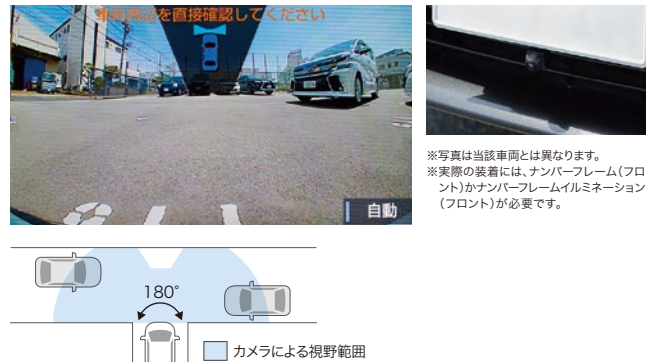 車両周辺を直接確認してください
自動
※写真は当該車両とは異なります。
※実際の装着には、ナンバーフレーム（フロ
ント）かナンバーフレームイルミネーション
（フロント）が必要です。
180°
カメラによる視野範囲